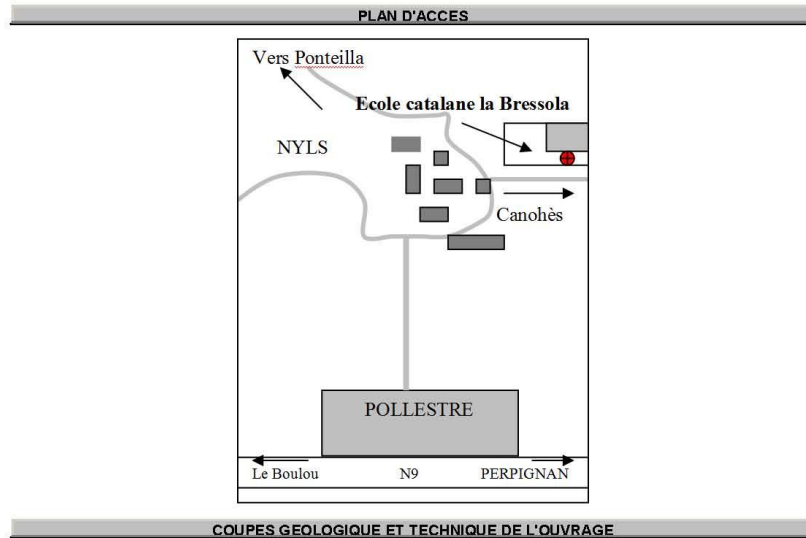 PLAN D'ACCES
Vers Ponteilla
Ecole catalane la Bressola
NYLS
Canohès
POLLESTRE
Le Boulou N9 PERPIGNAN
COUPES GEOLOGIQUE ET TECHNIQUE DE L'OUVRAGE